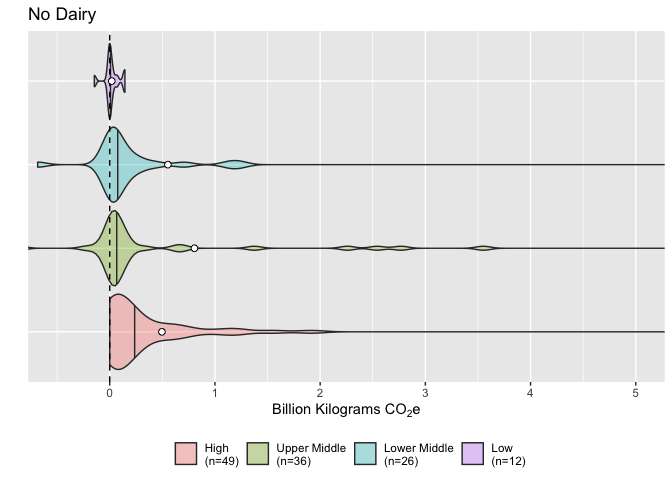 No Dairy
0 1 2 3 4 5
Billion Kilograms CO₂e
High Upper Middle Lower Middle Low
(n=49) (n=36) (n=26) (n=12)